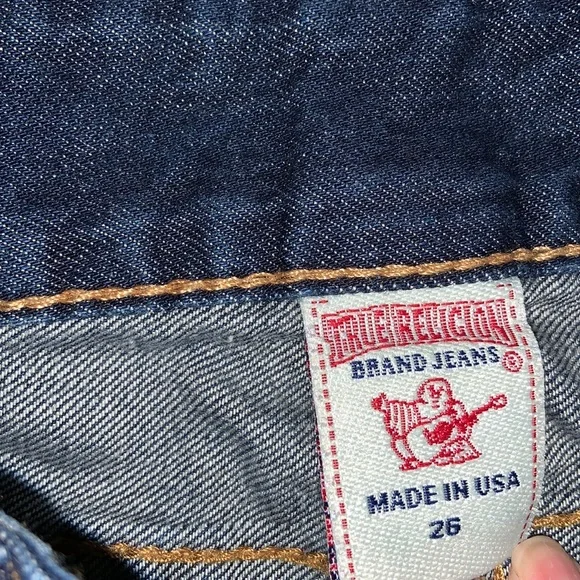 TRUE RELIGION
BRAND JEANS ®
MADE IN USA
26